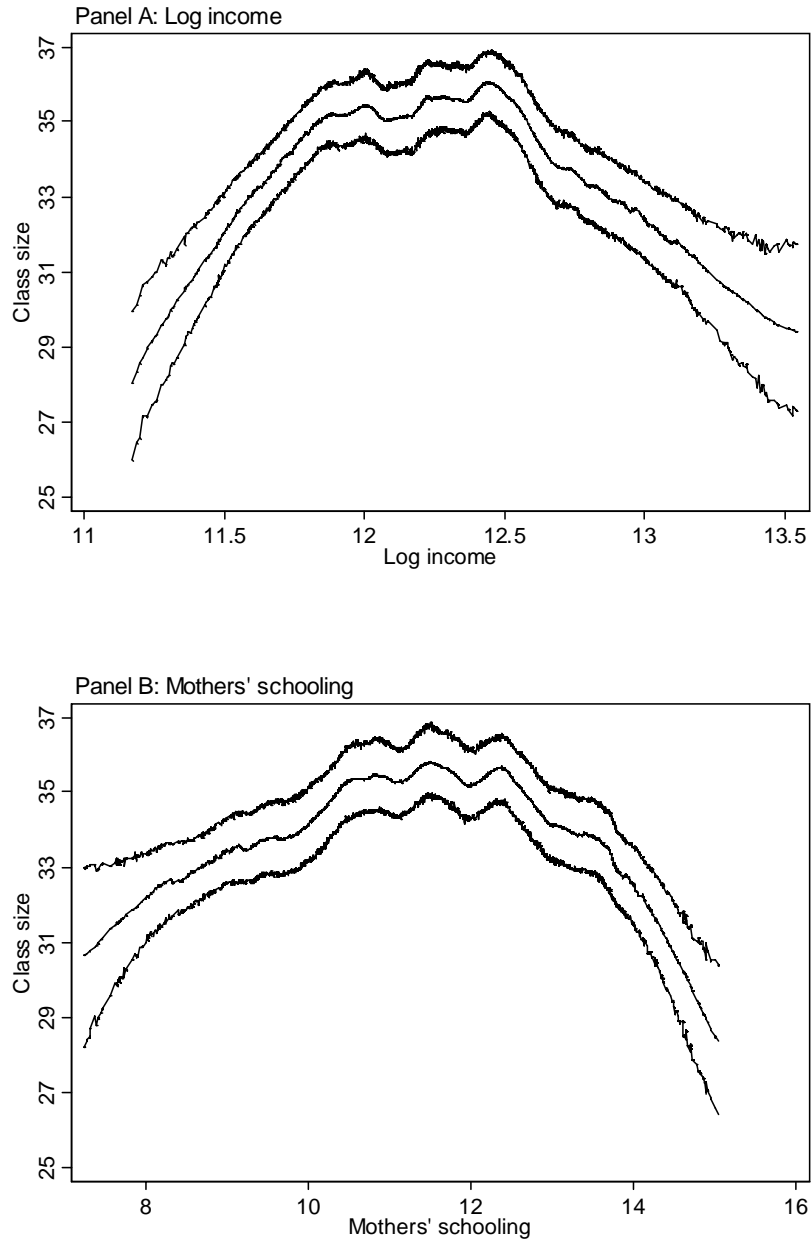 Panel A: Log income
37
35
33
31
29
27
25
Class size
11 11.5 12 12.5 13 13.5
Log income
Panel B: Mothers' schooling
37
35
33
31
29
27
25
Class size
8 10 12 14 16
Mothers' schooling